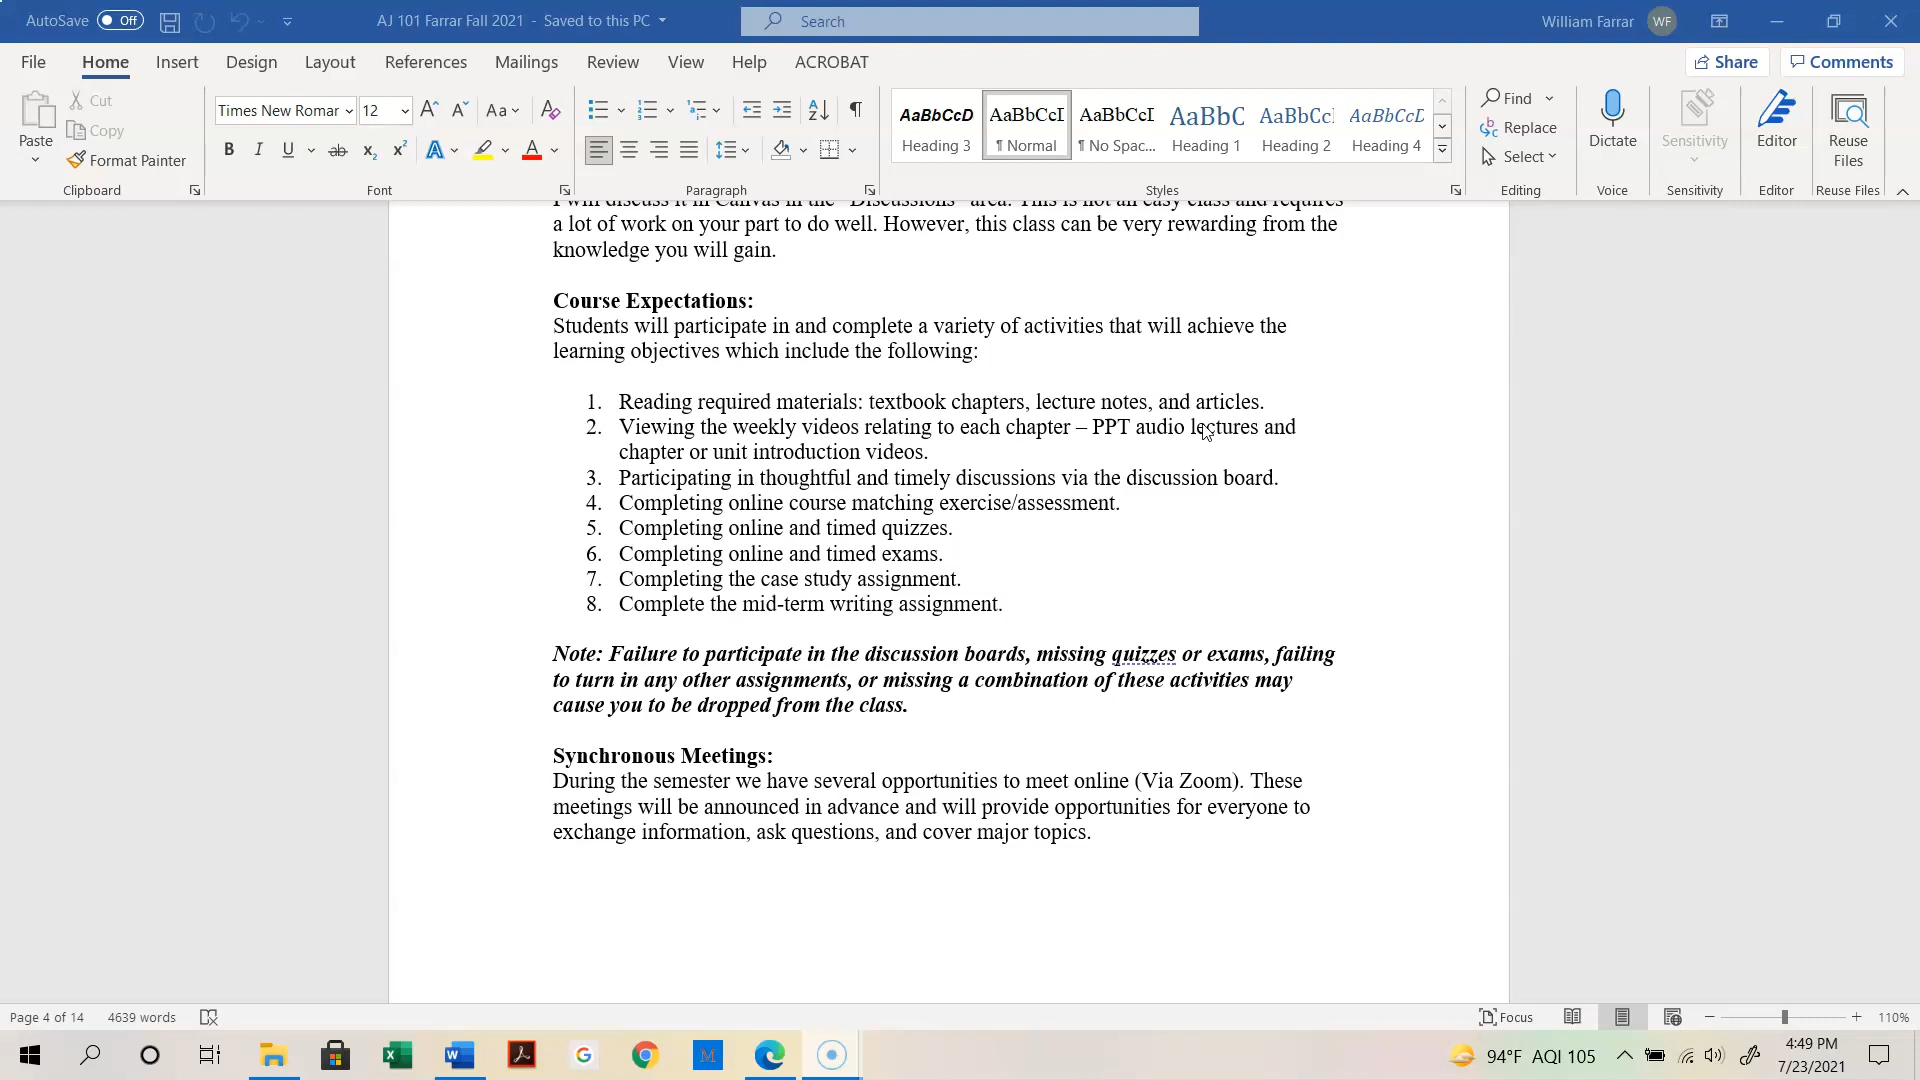 AutoSave Off AJ 101 Farrar Fall 2021 - Saved to this PC Search William Farrar WF
File Home Insert Design Layout References Mailings Review View Help ACROBAT Share Comments
Paste Cut Copy Format Painter
Clipboard
Times New Romar 12 Aa
B I U ab x₂ x² A A
Font
Paragraph
AaBbCcD AaBbCcI AaBbCcI AaBbC AaBbCcI AaBbCcD
Heading 3 ¶ Normal ¶ No Spac... Heading 1 Heading 2 Heading 4
Styles
Find Replace Select
Editing
Dictate
Voice
Sensitivity
Sensitivity
Editor
Editor
Reuse Files
Reuse Files
I will discuss it in Canvas in the "Discussions" area. This is not an easy class and requires
a lot of work on your part to do well. However, this class can be very rewarding from the
knowledge you will gain.
Course Expectations:
Students will participate in and complete a variety of activities that will achieve the
learning objectives which include the following:
1. Reading required materials: textbook chapters, lecture notes, and articles.
2. Viewing the weekly videos relating to each chapter – PPT audio lectures and
chapter or unit introduction videos.
3. Participating in thoughtful and timely discussions via the discussion board.
4. Completing online course matching exercise/assessment.
5. Completing online and timed quizzes.
6. Completing online and timed exams.
7. Completing the case study assignment.
8. Complete the mid-term writing assignment.
Note: Failure to participate in the discussion boards, missing quizzes or exams, failing
to turn in any other assignments, or missing a combination of these activities may
cause you to be dropped from the class.
Synchronous Meetings:
During the semester we have several opportunities to meet online (Via Zoom). These
meetings will be announced in advance and will provide opportunities for everyone to
exchange information, ask questions, and cover major topics.
Page 4 of 14 4639 words Focus 110%
94°F AQI 105 4:49 PM
7/23/2021